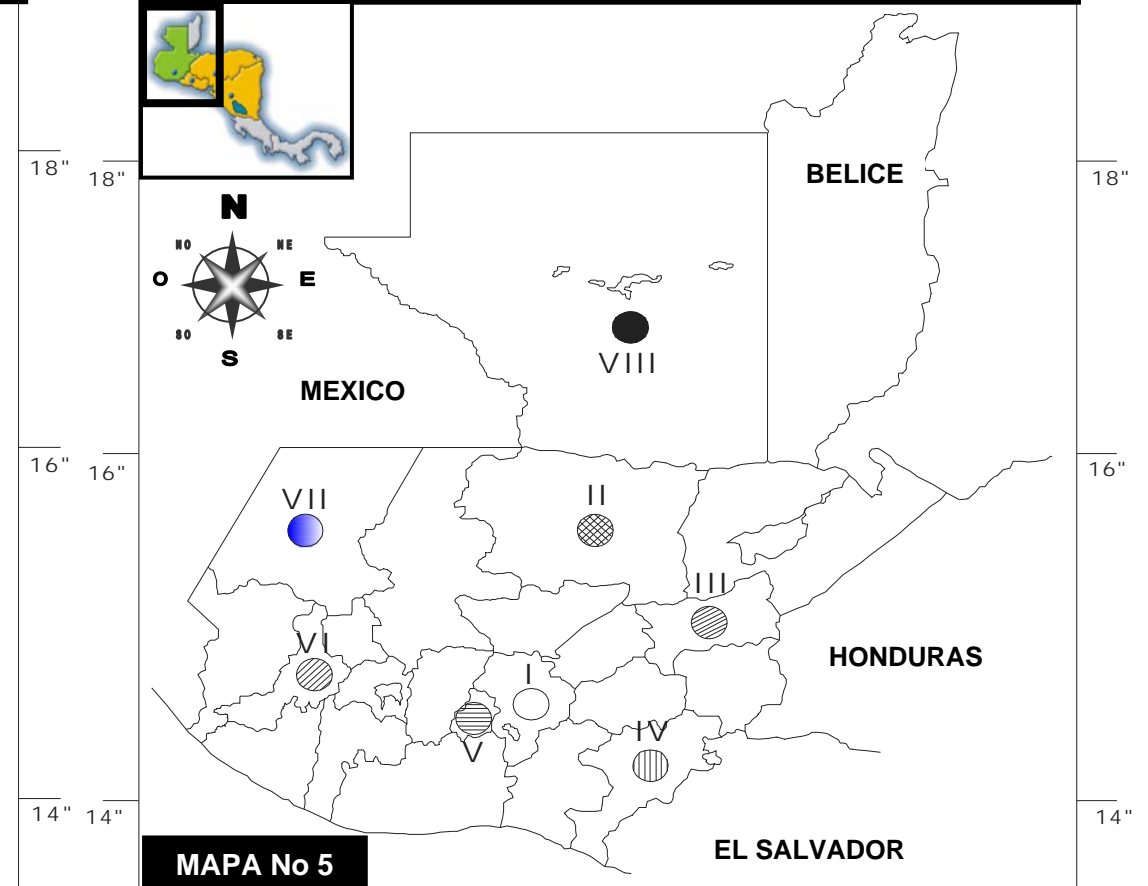 18"
18"
BELICE
18"
N
NO
NE
O
E
SO
SE
S
VIII
MEXICO
16"
16"
16"
VII
II
III
VI
HONDURAS
I
IV
V
14"
14"
14"
EL SALVADOR
MAPA No 5